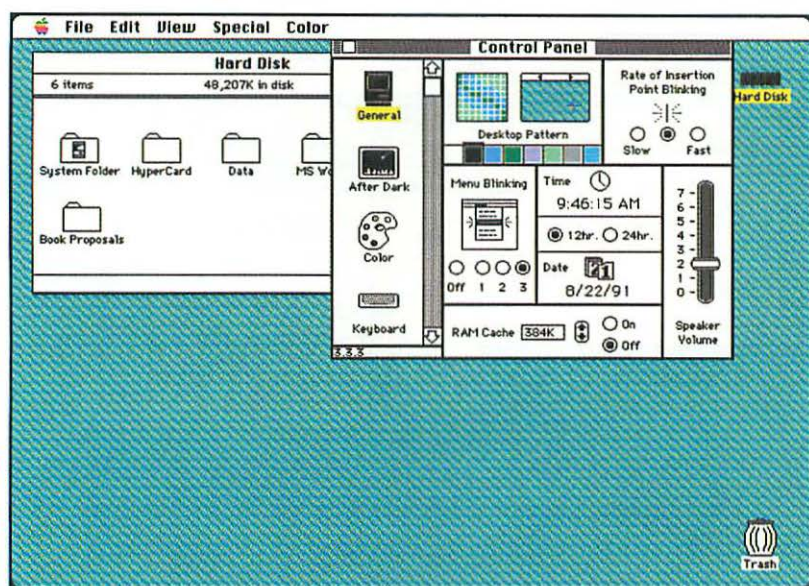 File Edit View Special Color
Hard Disk
6 items 48,207K in disk
System Folder HyperCard Data MS
Book Proposals
Control Panel
General
After Dark
Color
Keyboard
3.3.3
Desktop Pattern
Rate of Insertion
Point Blinking
Slow Fast
Menu Blinking
Off 1 2 3
Time
9:46:15 AM
12hr. 24hr.
Date
8/22/91
7
6
5
4
3
2
1
0
Speaker
Volume
RAM Cache 384K On
Off
Hard Disk
Trash